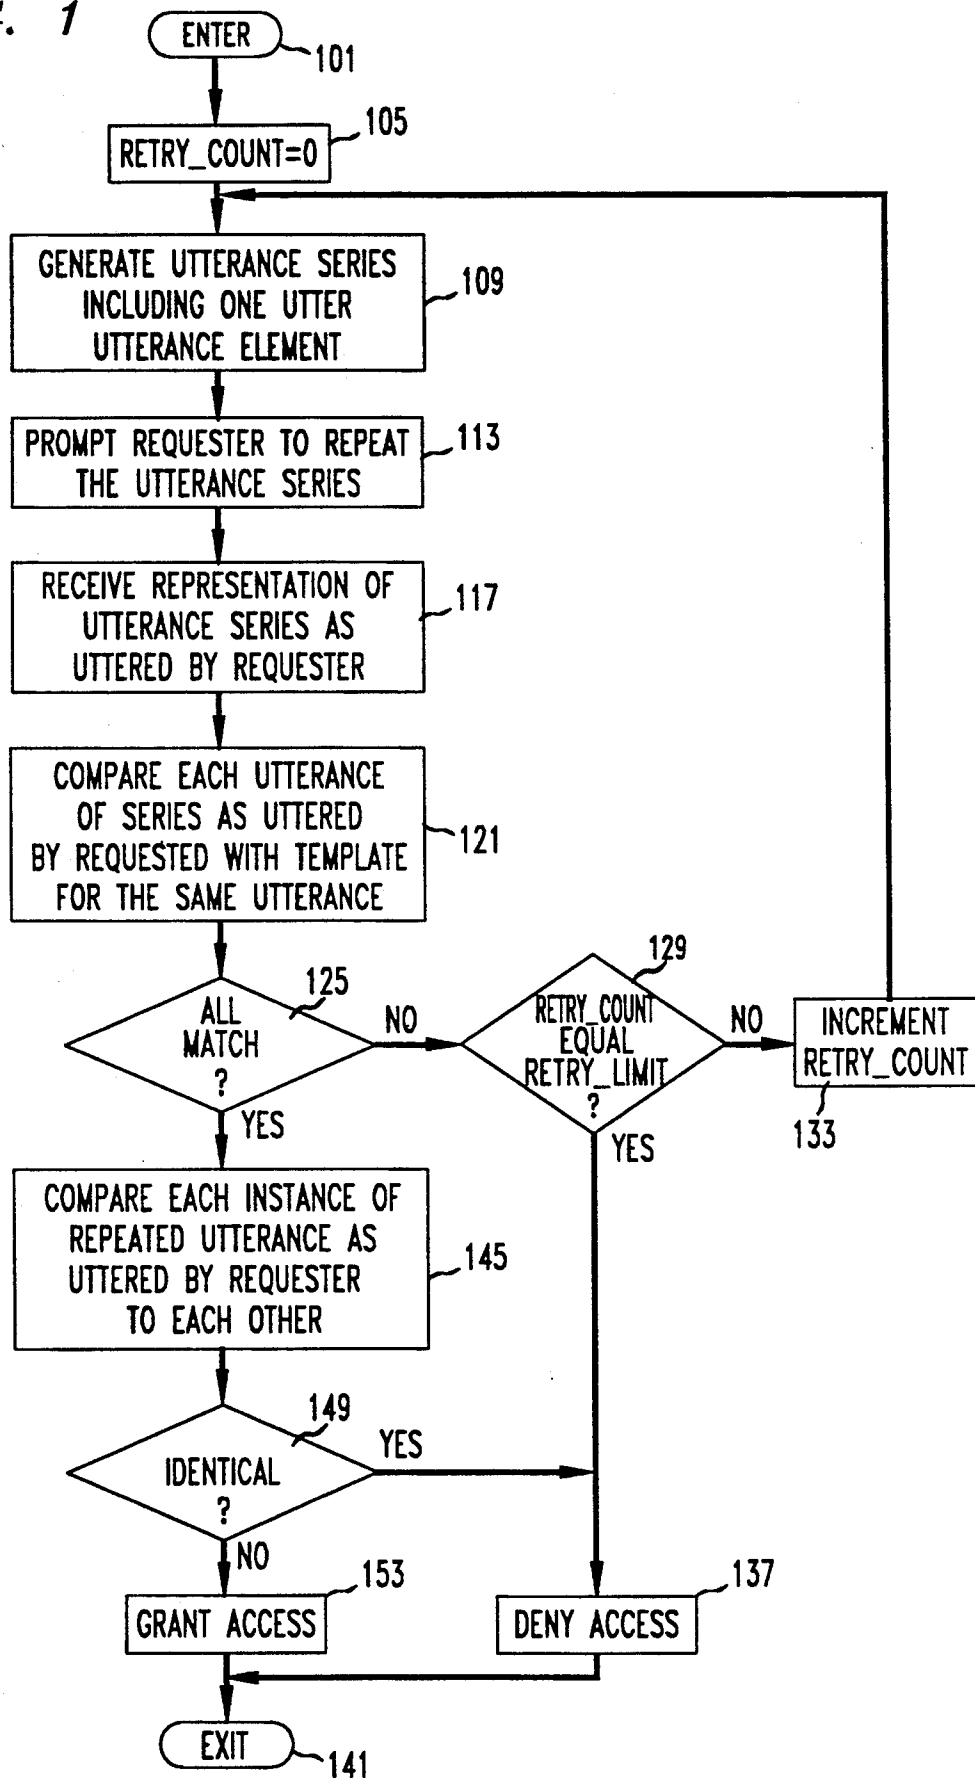 1
ENTER
101
105
RETRY_COUNT=0
GENERATE UTTERANCE SERIES
INCLUDING ONE UTTER
UTTERANCE ELEMENT
109
PROMPT REQUESTER TO REPEAT
THE UTTERANCE SERIES
113
RECEIVE REPRESENTATION OF
UTTERANCE SERIES AS
UTTERED BY REQUESTER
117
COMPARE EACH UTTERANCE
OF SERIES AS UTTERED
BY REQUESTED WITH TEMPLATE
FOR THE SAME UTTERANCE
121
ALL
MATCH
?
125
NO
YES
129
RETRY_COUNT
EQUAL
RETRY_LIMIT
?
NO
YES
INCREMENT
RETRY_COUNT
133
COMPARE EACH INSTANCE OF
REPEATED UTTERANCE AS
UTTERED BY REQUESTER
TO EACH OTHER
145
149
IDENTICAL
?
YES
NO
153
GRANT ACCESS
137
DENY ACCESS
EXIT
141